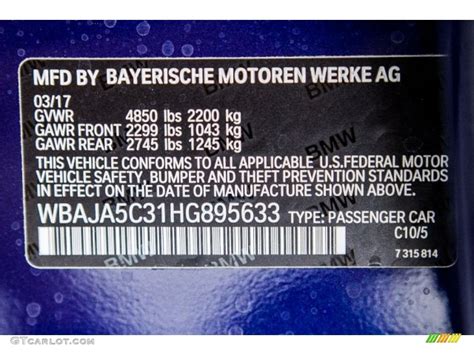 MFD BY BAYERISCHE MOTOREN WERKE AG
03/17
GVWR 4850 lbs 2200 kg
GAWR FRONT 2299 lbs 1043 kg
GAWR REAR 2745 lbs 1245 kg
THIS VEHICLE CONFORMS TO ALL APPLICABLE U.S.FEDERAL MOTOR
VEHICLE SAFETY, BUMPER AND THEFT PREVENTION STANDARDS
IN EFFECT ON THE DATE OF MANUFACTURE SHOWN ABOVE.
WBAJA5C31HG895633 TYPE: PASSENGER CAR
C10/5
7 315 814
BMW
BMW
BMW
GTCARLOT.COM